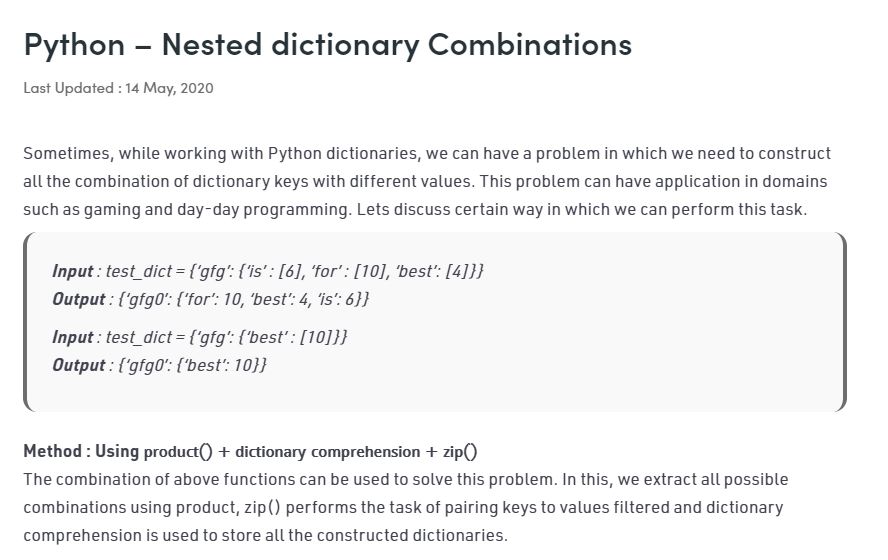 Python – Nested dictionary Combinations
Last Updated : 14 May, 2020
Sometimes, while working with Python dictionaries, we can have a problem in which we need to construct
all the combination of dictionary keys with different values. This problem can have application in domains
such as gaming and day-day programming. Lets discuss certain way in which we can perform this task.
Input : test_dict = {‘gfg’: {‘is’ : [6], ‘for’ : [10], ‘best’: [4]}}
Output : {‘gfg0’: {‘for’: 10, ‘best’: 4, ‘is’: 6}}
Input : test_dict = {‘gfg’: {‘best’ : [10]}}
Output : {‘gfg0’: {‘best’: 10}}
Method : Using product() + dictionary comprehension + zip()
The combination of above functions can be used to solve this problem. In this, we extract all possible
combinations using product, zip() performs the task of pairing keys to values filtered and dictionary
comprehension is used to store all the constructed dictionaries.